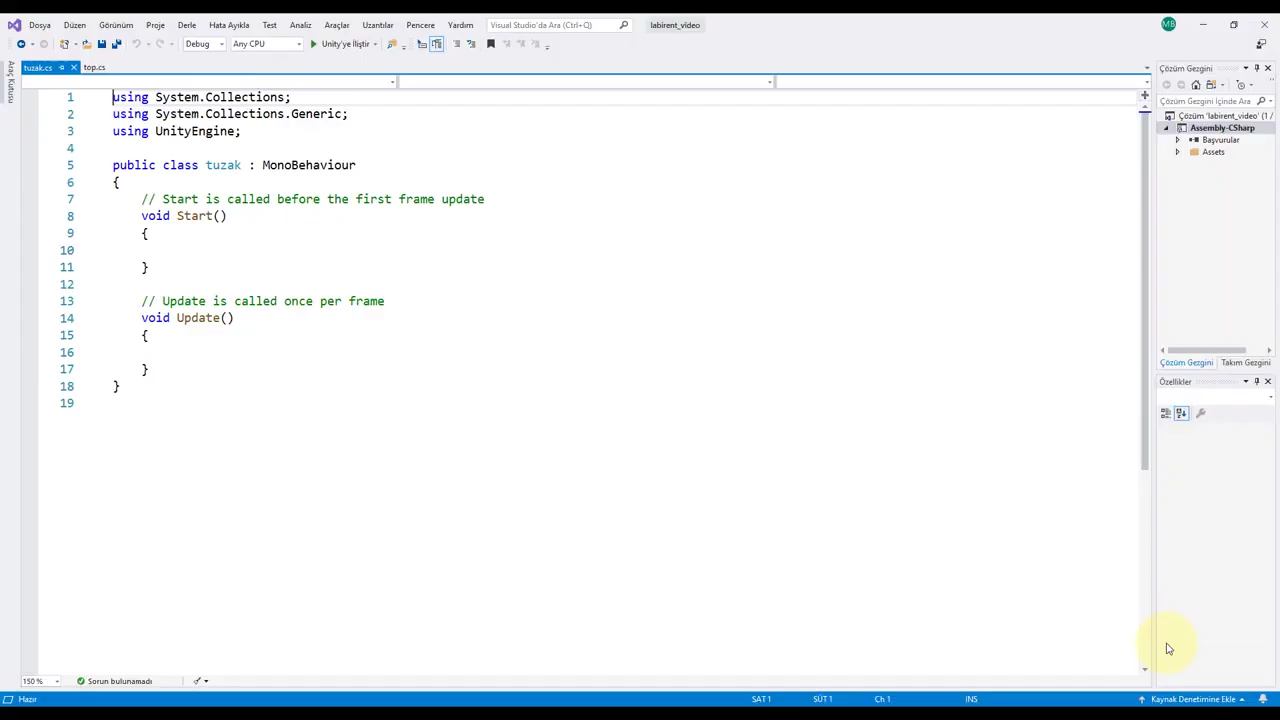 Dosya Düzen Görünüm Proje Derle Hata Ayıkla Test Analiz Araçlar Uzantılar Pencere Yardım Visual Studio'da Ara (Ctrl+Q) labirent_video MB
Debug Any CPU Unity'ye İliştir
Araç Kutusu
tuzak.cs top.cs
1 using System.Collections;
2 using System.Collections.Generic;
3 using UnityEngine;
4
5 public class tuzak : MonoBehaviour
6 {
7 // Start is called before the first frame update
8 void Start()
9 {
10
11 }
12
13 // Update is called once per frame
14 void Update()
15 {
16
17 }
18 }
19
Çözüm Gezgini
Çözüm Gezgini İçinde Ara
Çözüm 'labirent_video' (1 /
Assembly-CSharp
Başvurular
Assets
Çözüm Gezgini Takım Gezgini
Özellikler
150 % Sorun bulunamadı
Hazır SAT 1 SÜT 1 Ch 1 INS Kaynak Denetimine Ekle